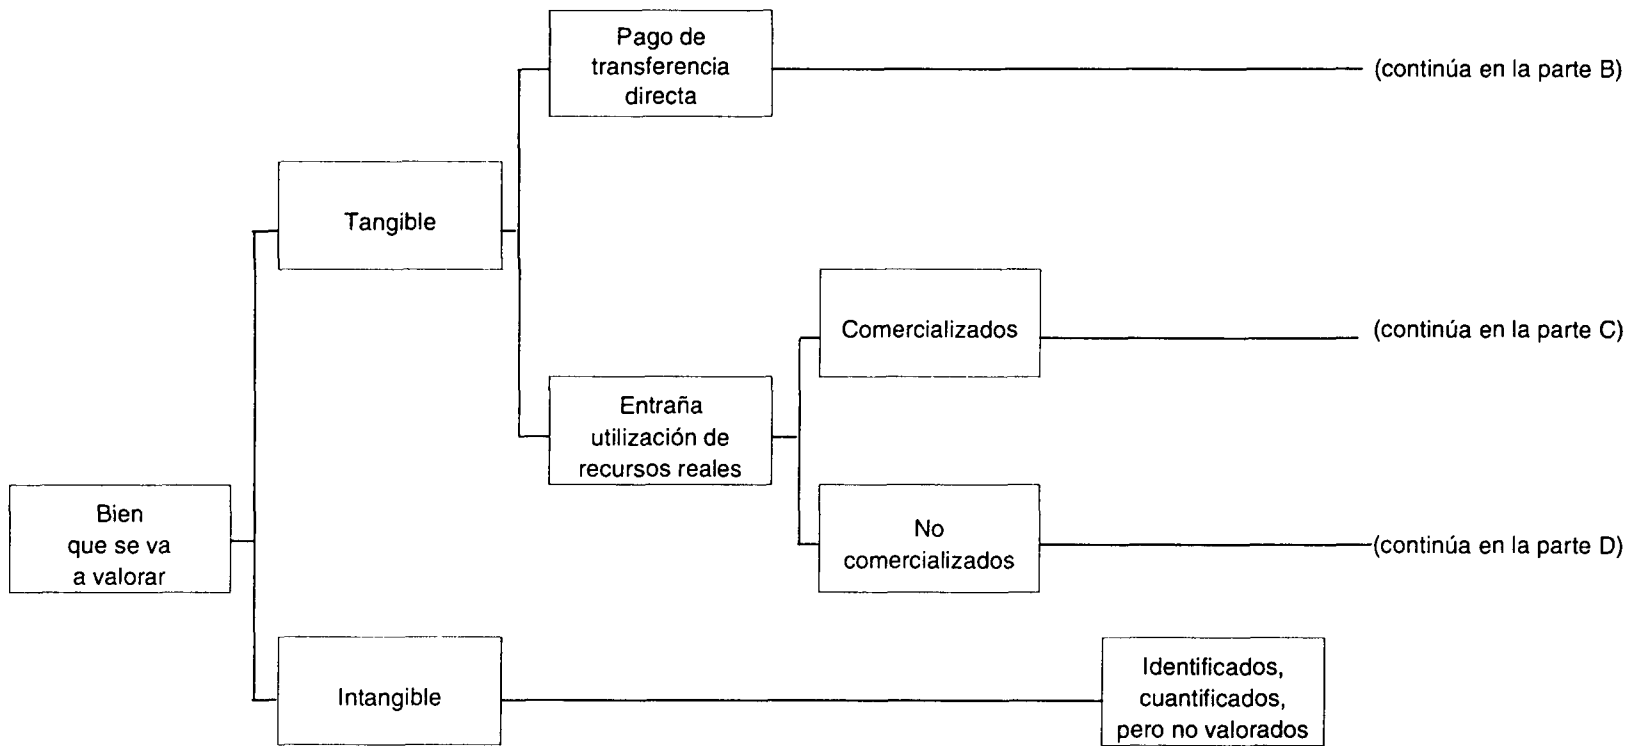 Pago de
transferencia
directa
(continúa en la parte B)
Tangible
Comercializados
(continúa en la parte C)
Entraña
utilización de
recursos reales
Bien
que se va
a valorar
No
comercializados
(continúa en la parte D)
Intangible
Identificados,
cuantificados,
pero no valorados